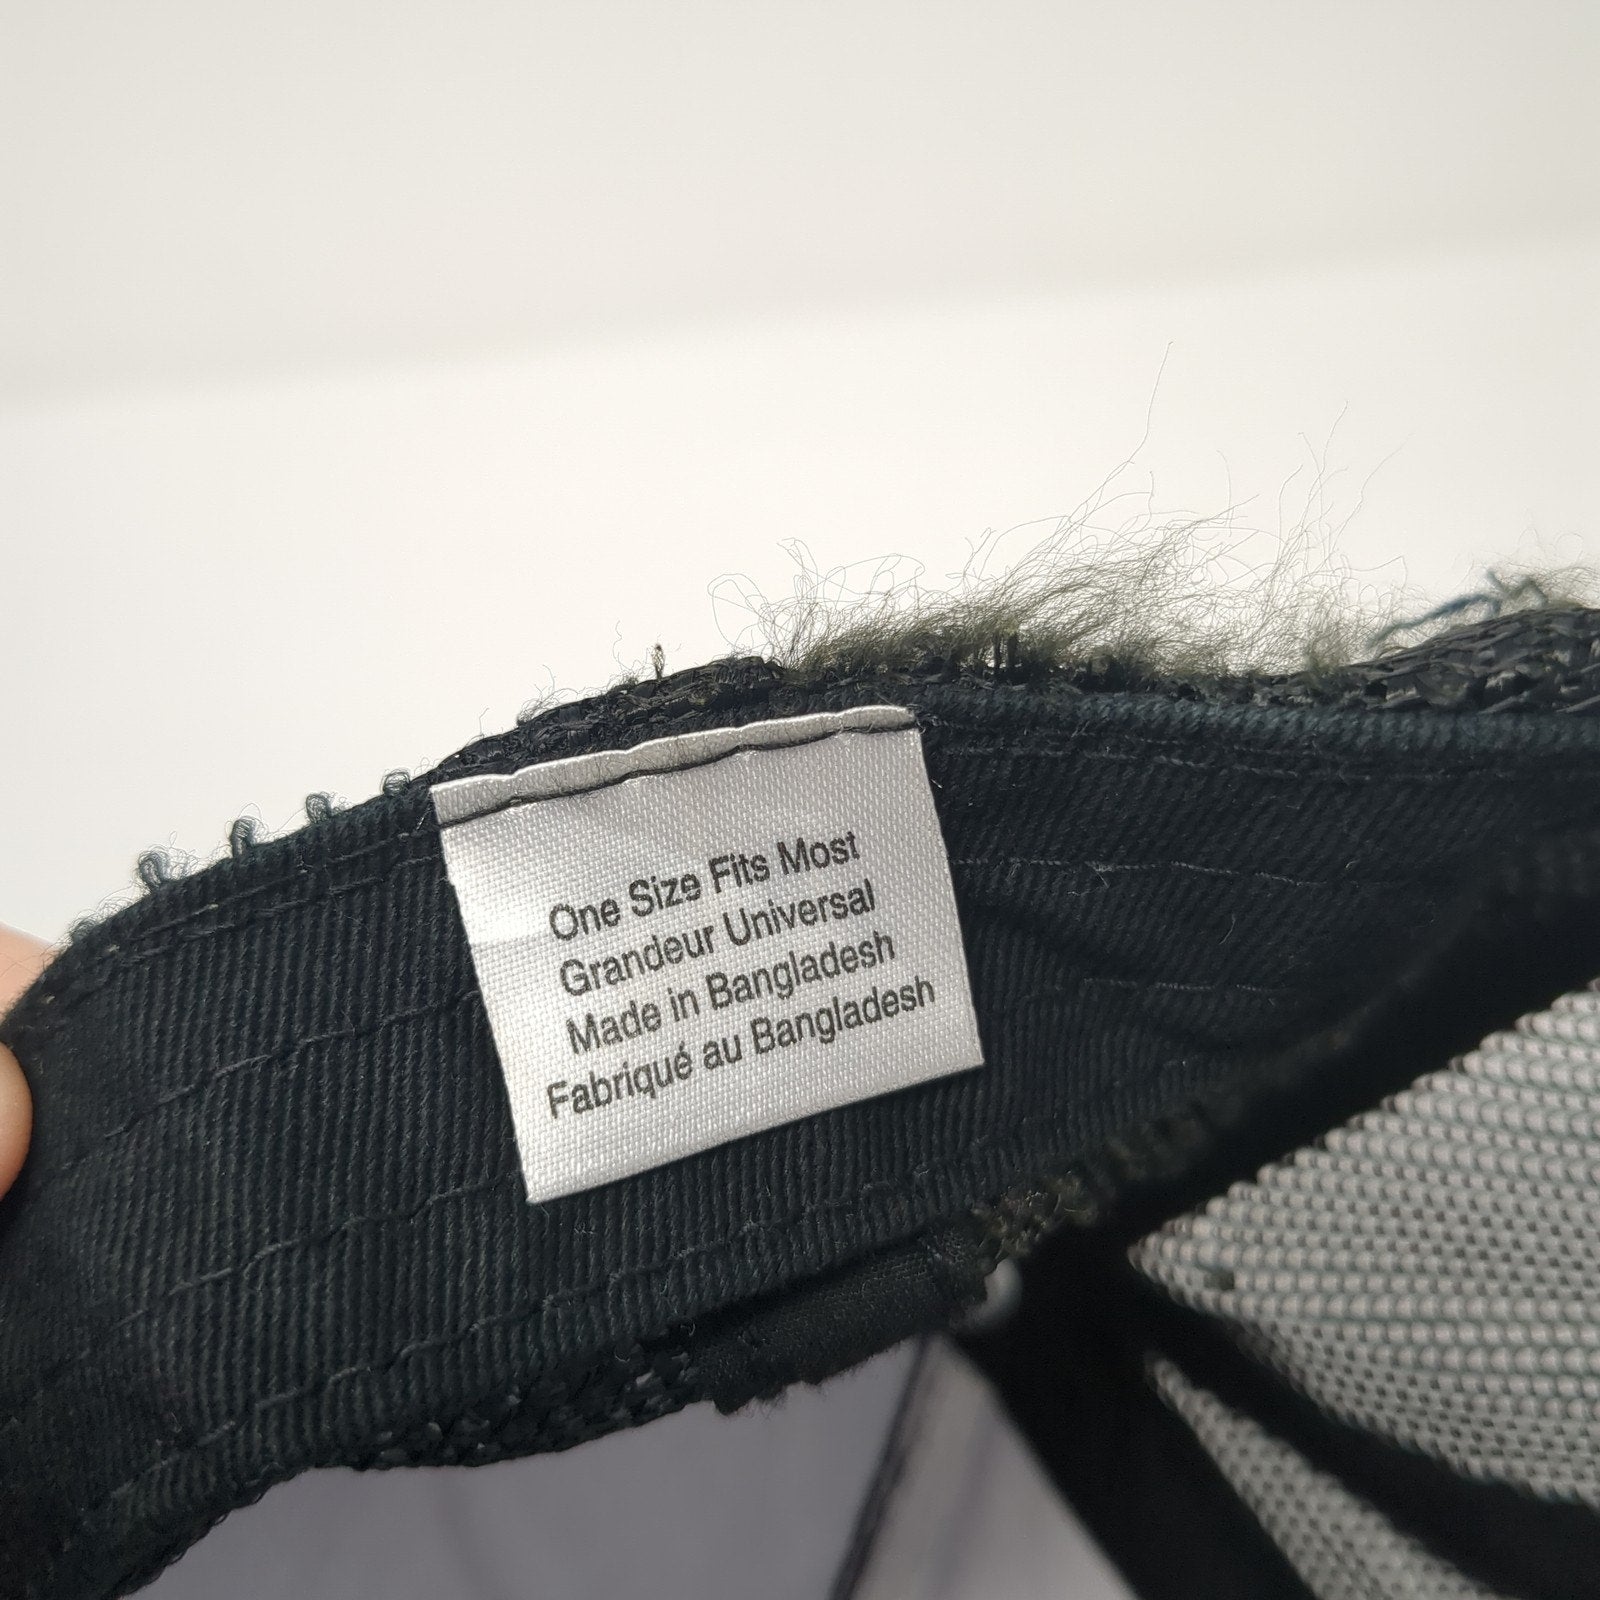 One Size Fits Most
Grandeur Universal
Made in Bangladesh
Fabriqué au Bangladesh